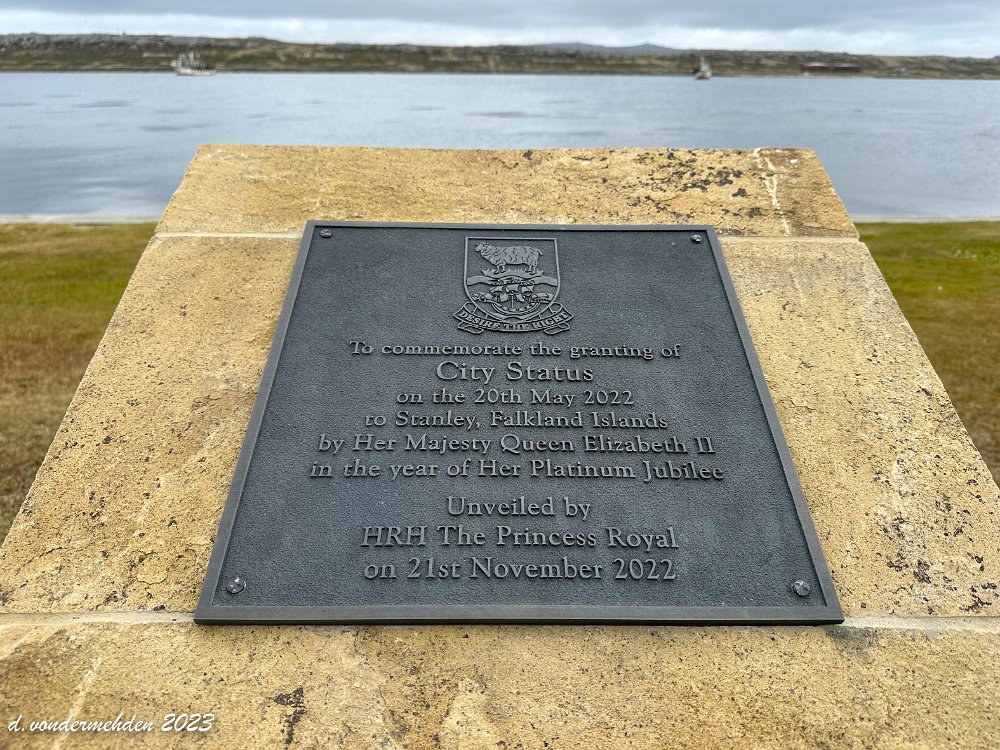 DESIRE THE RIGHT
To commemorate the granting of
City Status
on the 20th May 2022
to Stanley, Falkland Islands
by Her Majesty Queen Elizabeth II
in the year of Her Platinum Jubilee
Unveiled by
HRH The Princess Royal
on 21st November 2022
d.vondermehden 2023